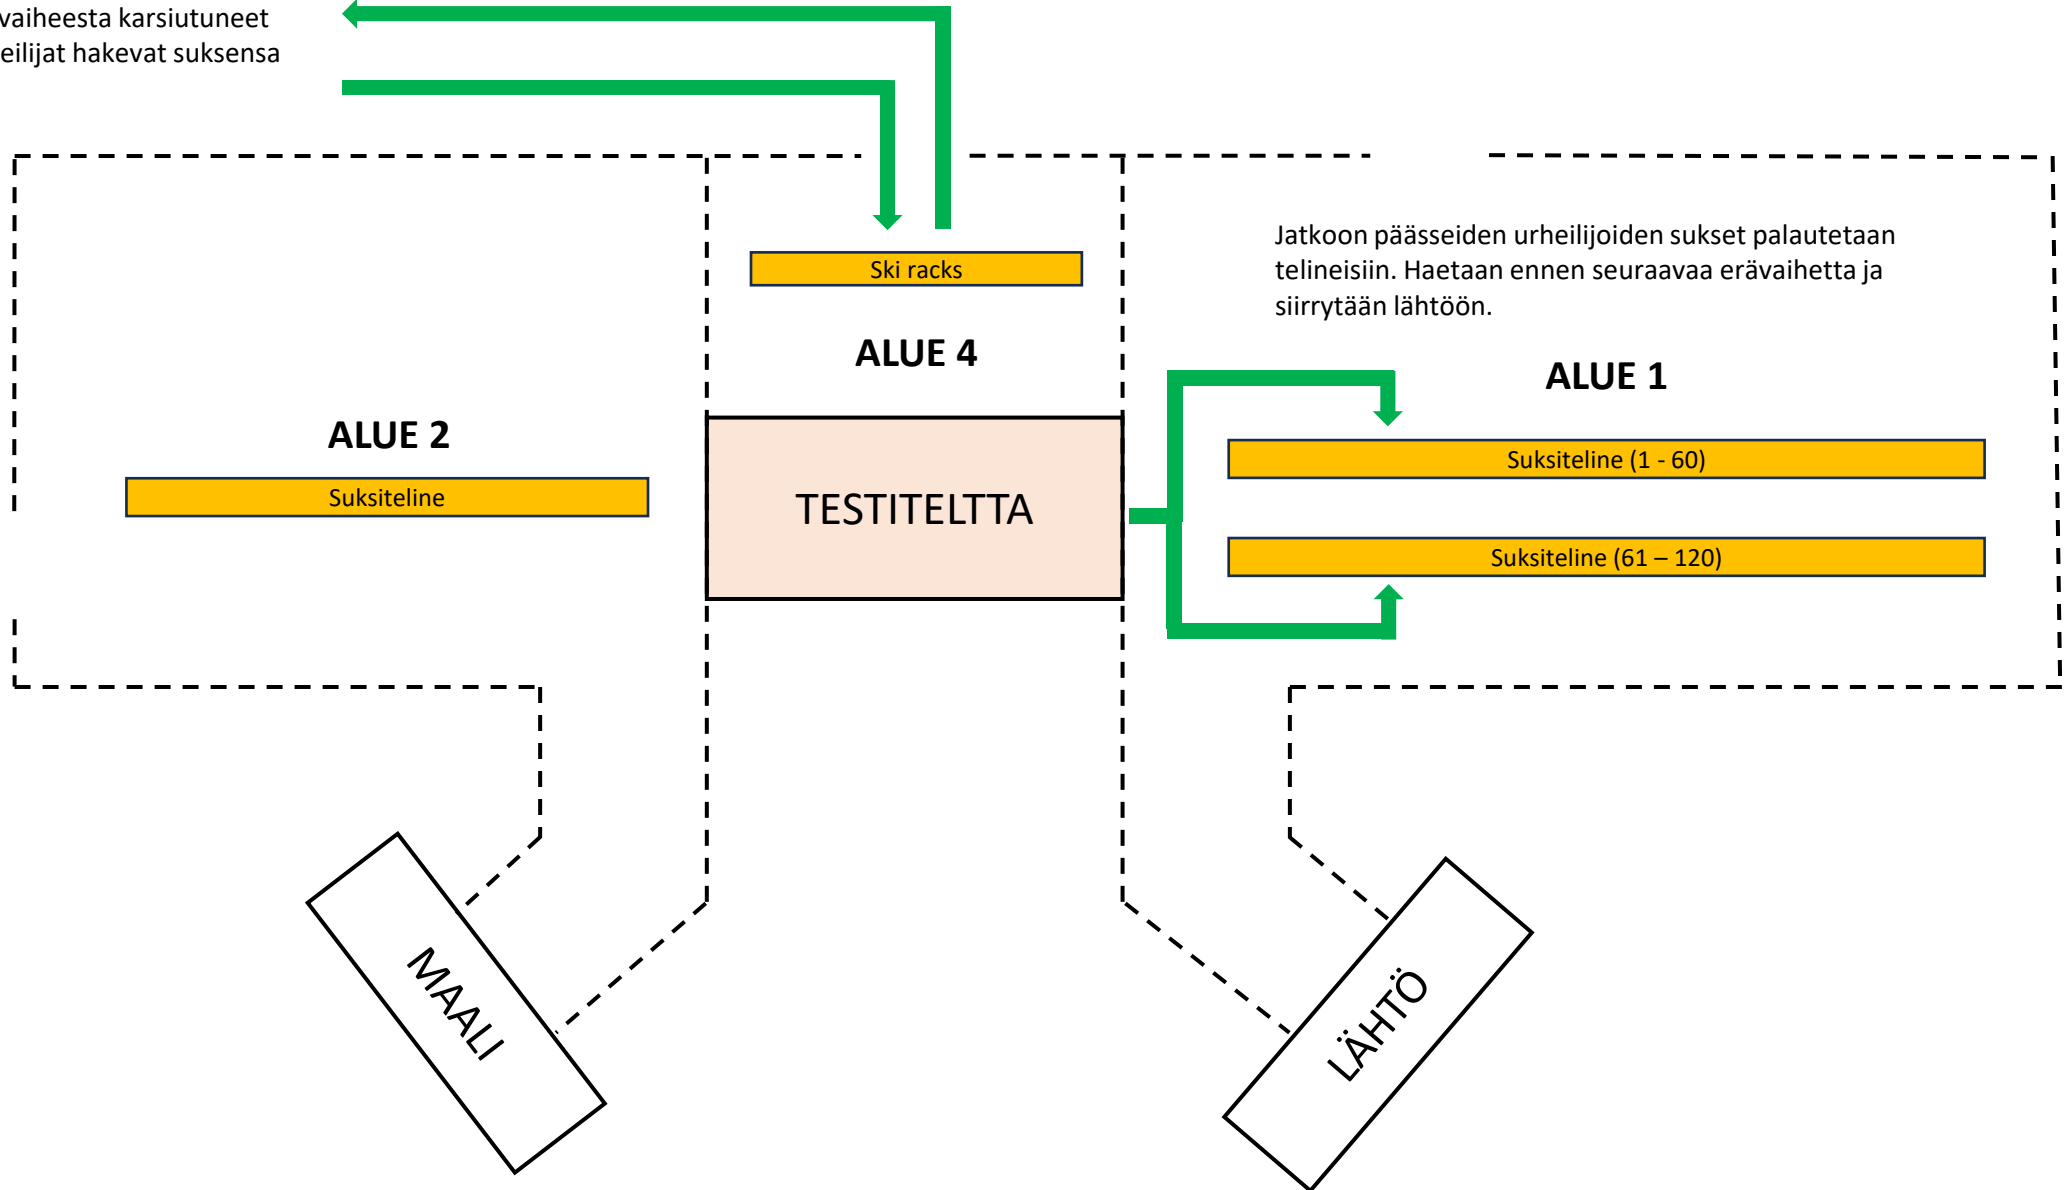 vaiheesta karsiutuneet
eilijat hakevat suksensa
Ski racks
Jatkoon päässeiden urheilijoiden sukset palautetaan
telineisiin. Haetaan ennen seuraavaa erävaihetta ja
siirrytään lähtöön.
ALUE 4
ALUE 1
ALUE 2
Suksiteline (1 - 60)
Suksiteline
TESTITELTTA
Suksiteline (61 – 120)
MAALI
LÄHTÖ